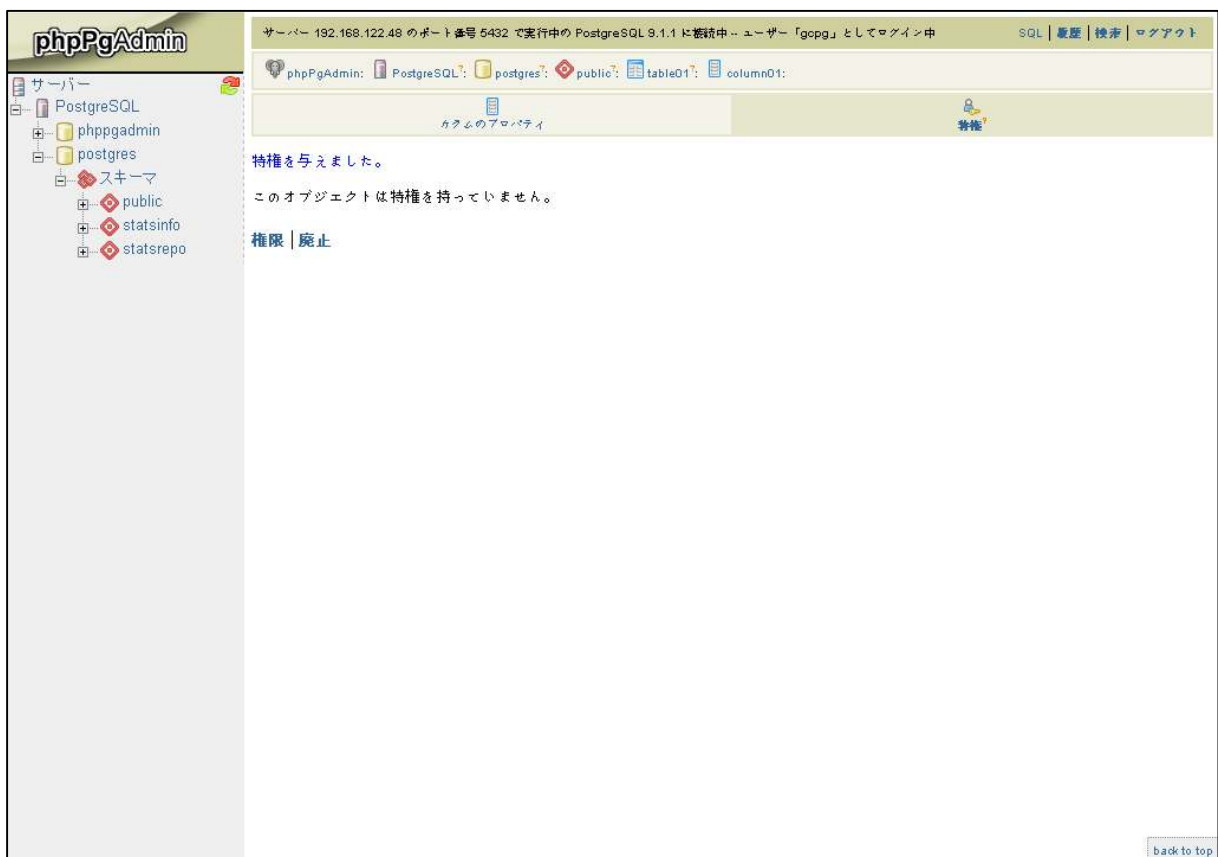 phpPgAdmin
サーバー
PostgreSQL
phppgadmin
postgres
スキーマ
public
statsinfo
statsrepo
サーバー 192.168.122.48 のポート番号 5432 で実行中の PostgreSQL 9.1.1 に接続中 -- ユーザー「gopg」としてログイン中
SQL | 履歴 | 検索 | ログアウト
phpPgAdmin: PostgreSQL?: postgres?: public?: table01?: column01:
カラムのプロパティ
特権?
特権を与えました。
このオブジェクトは特権を持っていません。
権限 | 廃止
back to top